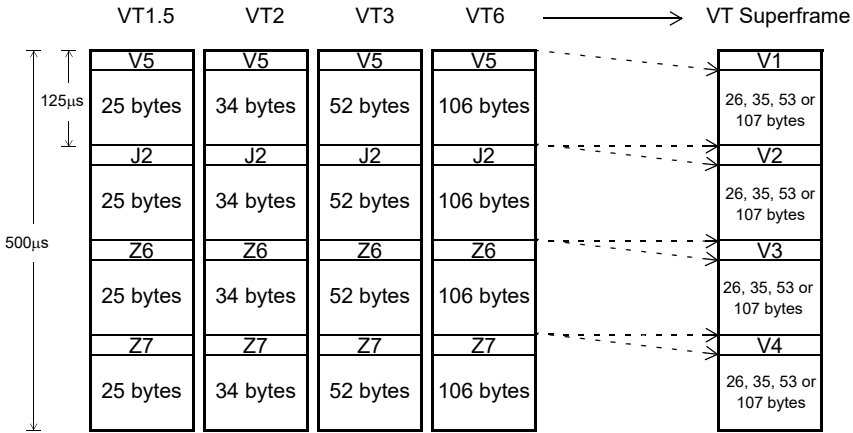 VT1.5 VT2 VT3 VT6 VT Superframe
V5 V5 V5 V5 V1
125μs
25 bytes 34 bytes 52 bytes 106 bytes 26, 35, 53 or
107 bytes
J2 J2 J2 J2 V2
25 bytes 34 bytes 52 bytes 106 bytes 26, 35, 53 or
107 bytes
500μs
Z6 Z6 Z6 Z6 V3
25 bytes 34 bytes 52 bytes 106 bytes 26, 35, 53 or
107 bytes
Z7 Z7 Z7 Z7 V4
25 bytes 34 bytes 52 bytes 106 bytes 26, 35, 53 or
107 bytes